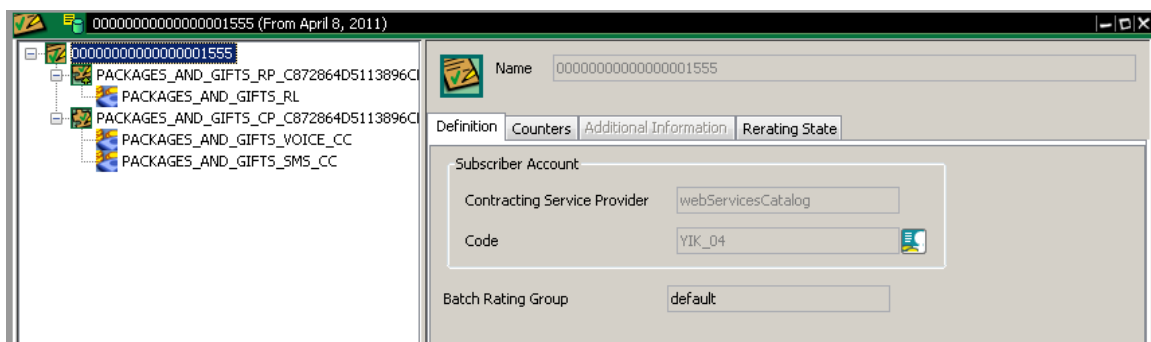 00000000000000001555 (From April 8, 2011)
00000000000000001555
PACKAGES_AND_GIFTS_RP_C872864D5113896C
PACKAGES_AND_GIFTS_RL
PACKAGES_AND_GIFTS_CP_C872864D5113896C
PACKAGES_AND_GIFTS_VOICE_CC
PACKAGES_AND_GIFTS_SMS_CC
Name 00000000000000001555
Definition Counters Additional Information Rerating State
Subscriber Account
Contracting Service Provider webServicesCatalog
Code YIK_04
Batch Rating Group default